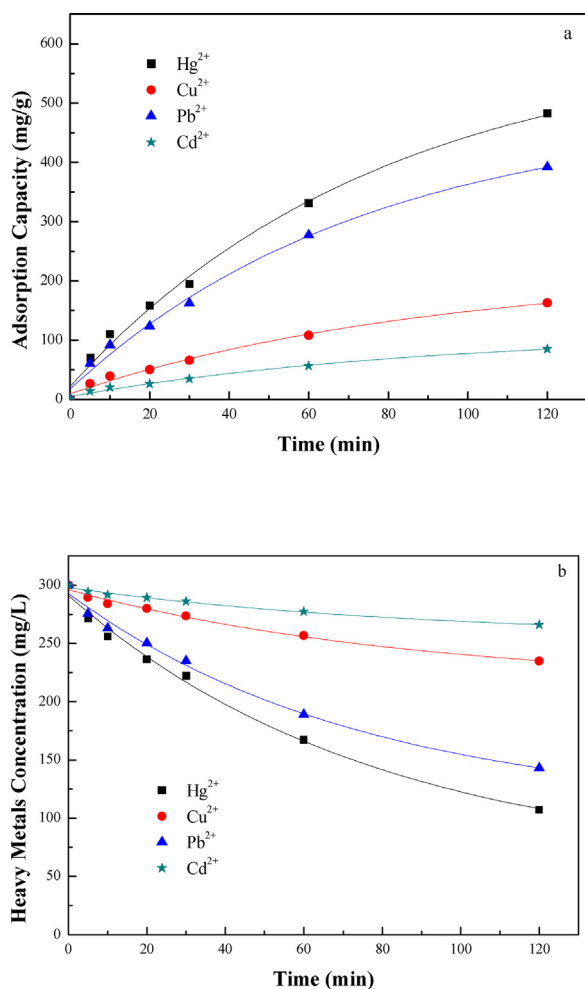 a
600
500
400
300
200
100
0
Adsorption Capacity (mg/g)
Hg²⁺
Cu²⁺
Pb²⁺
Cd²⁺
0 20 40 60 80 100 120
Time (min)
b
300
250
200
150
100
50
0
Heavy Metals Concentration (mg/L)
Hg²⁺
Cu²⁺
Pb²⁺
Cd²⁺
0 20 40 60 80 100 120
Time (min)